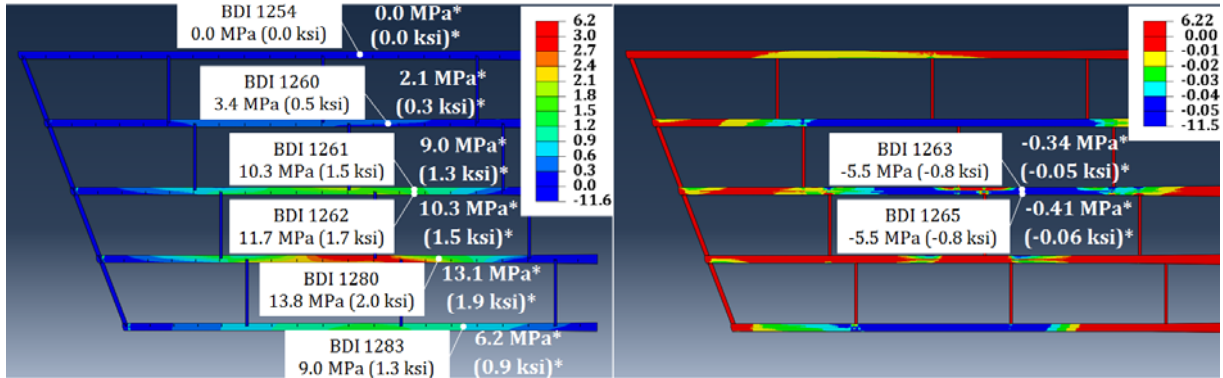 BDI 1254
0.0 MPa (0.0 ksi)
0.0 MPa*
(0.0 ksi)*
BDI 1260
3.4 MPa (0.5 ksi)
2.1 MPa*
(0.3 ksi)*
BDI 1261
10.3 MPa (1.5 ksi)
9.0 MPa*
(1.3 ksi)*
BDI 1262
11.7 MPa (1.7 ksi)
10.3 MPa*
(1.5 ksi)*
BDI 1280
13.8 MPa (2.0 ksi)
13.1 MPa*
(1.9 ksi)*
BDI 1283
9.0 MPa (1.3 ksi)
6.2 MPa*
(0.9 ksi)*
6.2
3.0
2.7
2.4
2.1
1.8
1.5
1.2
0.9
0.6
0.3
0.0
-11.6
BDI 1263
-5.5 MPa (-0.8 ksi)
-0.34 MPa*
(-0.05 ksi)*
BDI 1265
-5.5 MPa (-0.8 ksi)
-0.41 MPa*
(-0.06 ksi)*
6.22
0.00
-0.01
-0.02
-0.03
-0.04
-0.05
-11.5